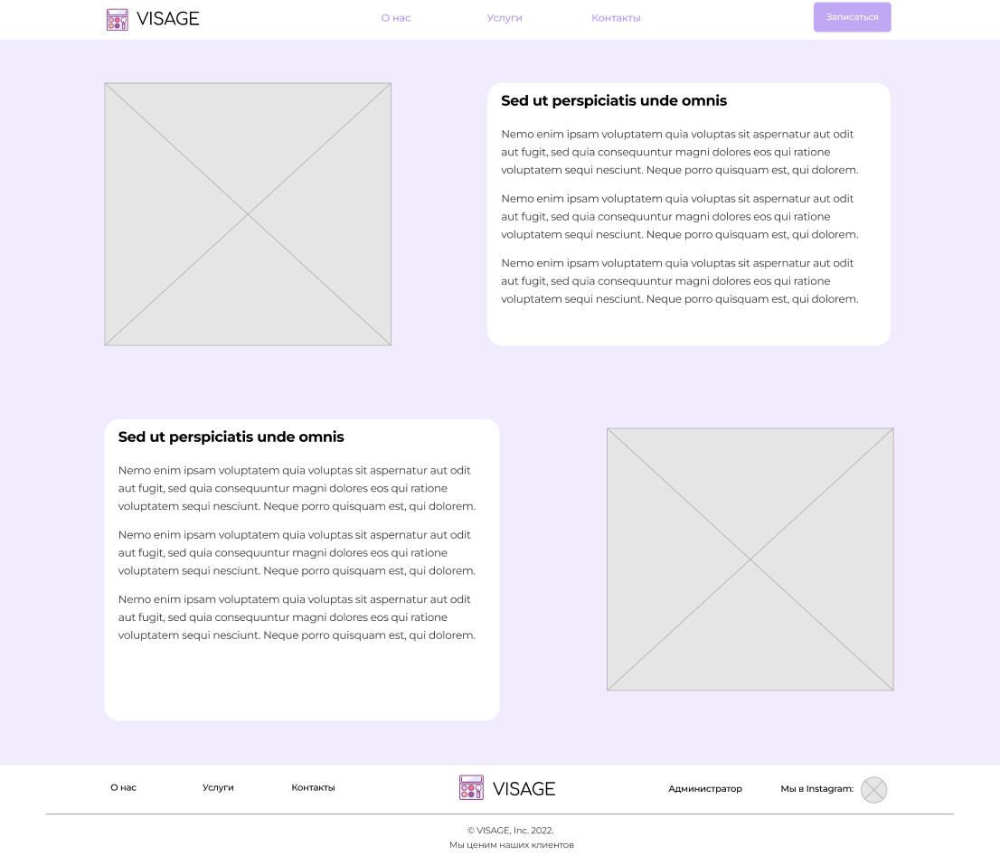 VISAGE
О нас
Услуги
Контакты
Записаться
Sed ut perspiciatis unde omnis
Nemo enim ipsam voluptatem quia voluptas sit aspernatur aut odit
aut fugit, sed quia consequuntur magni dolores eos qui ratione
voluptatem sequi nesciunt. Neque porro quisquam est, qui dolorem.
Nemo enim ipsam voluptatem quia voluptas sit aspernatur aut odit
aut fugit, sed quia consequuntur magni dolores eos qui ratione
voluptatem sequi nesciunt. Neque porro quisquam est, qui dolorem.
Nemo enim ipsam voluptatem quia voluptas sit aspernatur aut odit
aut fugit, sed quia consequuntur magni dolores eos qui ratione
voluptatem sequi nesciunt. Neque porro quisquam est, qui dolorem.
Sed ut perspiciatis unde omnis
Nemo enim ipsam voluptatem quia voluptas sit aspernatur aut odit
aut fugit, sed quia consequuntur magni dolores eos qui ratione
voluptatem sequi nesciunt. Neque porro quisquam est, qui dolorem.
Nemo enim ipsam voluptatem quia voluptas sit aspernatur aut odit
aut fugit, sed quia consequuntur magni dolores eos qui ratione
voluptatem sequi nesciunt. Neque porro quisquam est, qui dolorem.
Nemo enim ipsam voluptatem quia voluptas sit aspernatur aut odit
aut fugit, sed quia consequuntur magni dolores eos qui ratione
voluptatem sequi nesciunt. Neque porro quisquam est, qui dolorem.
О нас
Услуги
Контакты
VISAGE
Администратор
Мы в Instagram:
© VISAGE, Inc. 2022.
Мы ценим наших клиентов